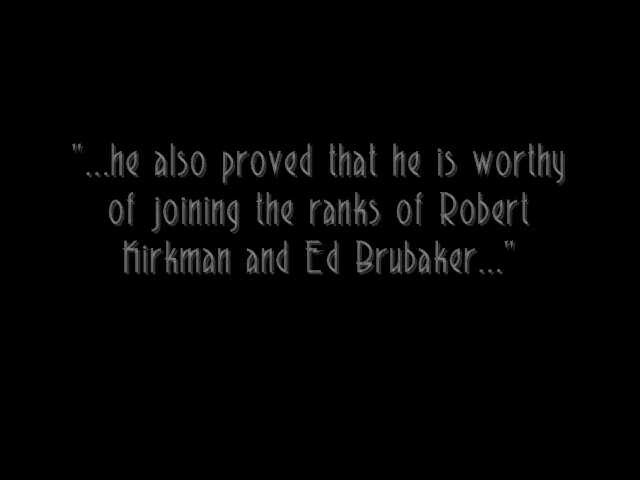 "...he also proved that he is worthy
of joining the ranks of Robert
Kirkman and Ed Brubaker..."